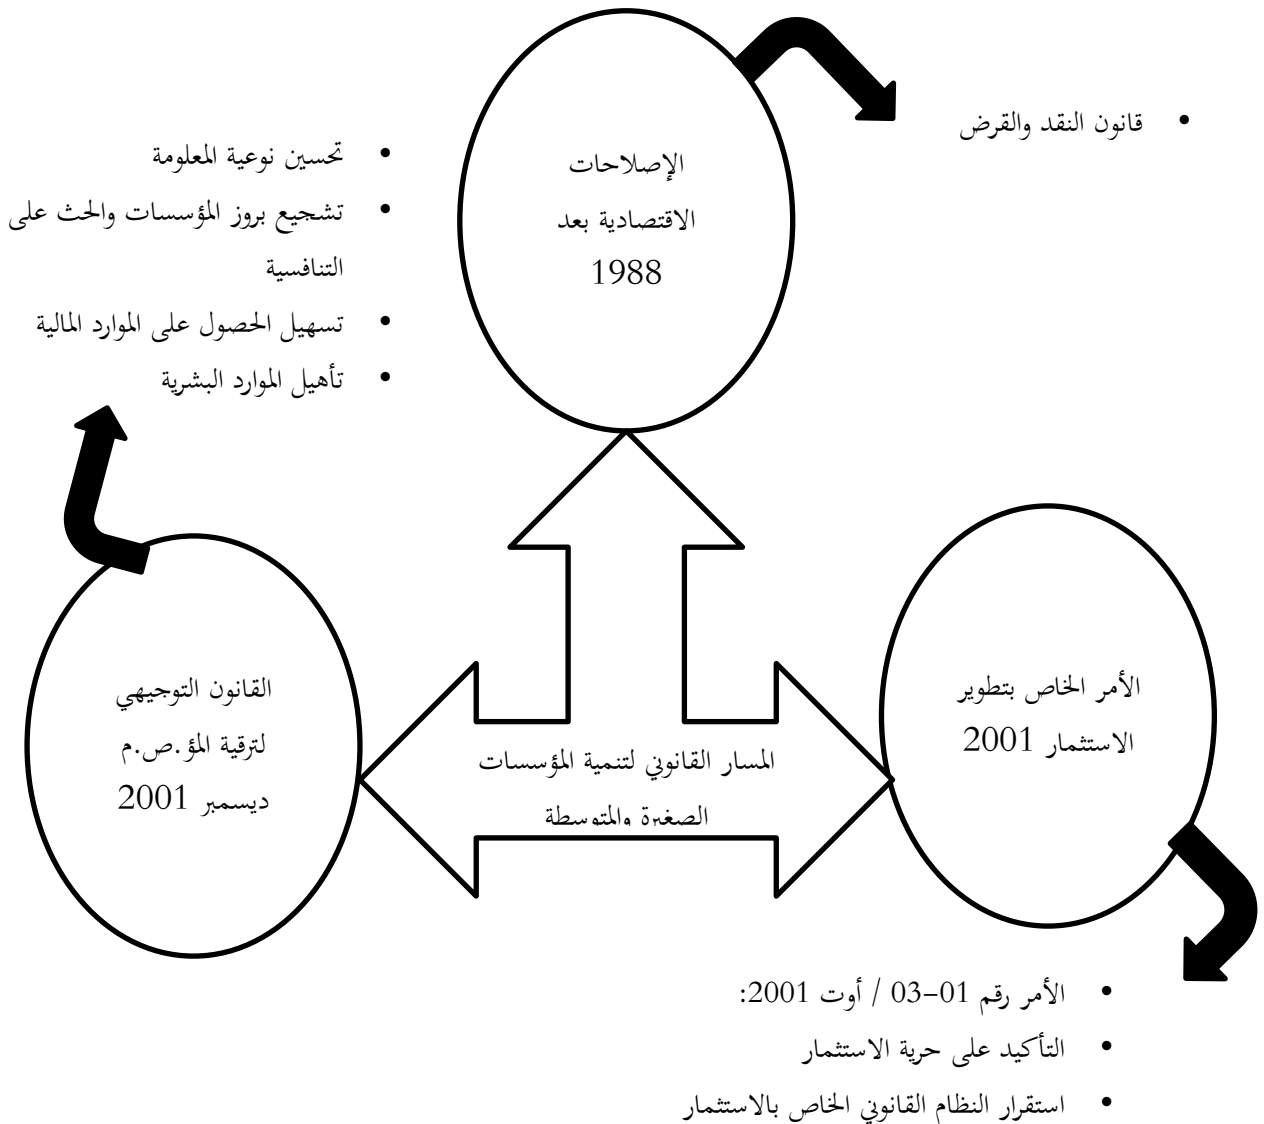 الإصلاحات
الاقتصادية بعد
1988
• قانون النقد والقرض
• تحسين نوعية المعلومة
• تشجيع بروز المؤسسات والحث على
التنافسية
• تسهيل الحصول على الموارد المالية
• تأهيل الموارد البشرية
الأمر الخاص بتطوير
الاستثمار 2001
القانون التوجيهي
لترقية المؤ.ص.م
ديسمبر 2001
المسار القانوني لتنمية المؤسسات
الصغيرة والمتوسطة
• الأمر رقم 01-03 / أوت 2001:
• التأكيد على حرية الاستثمار
• استقرار النظام القانوني الخاص بالاستثمار